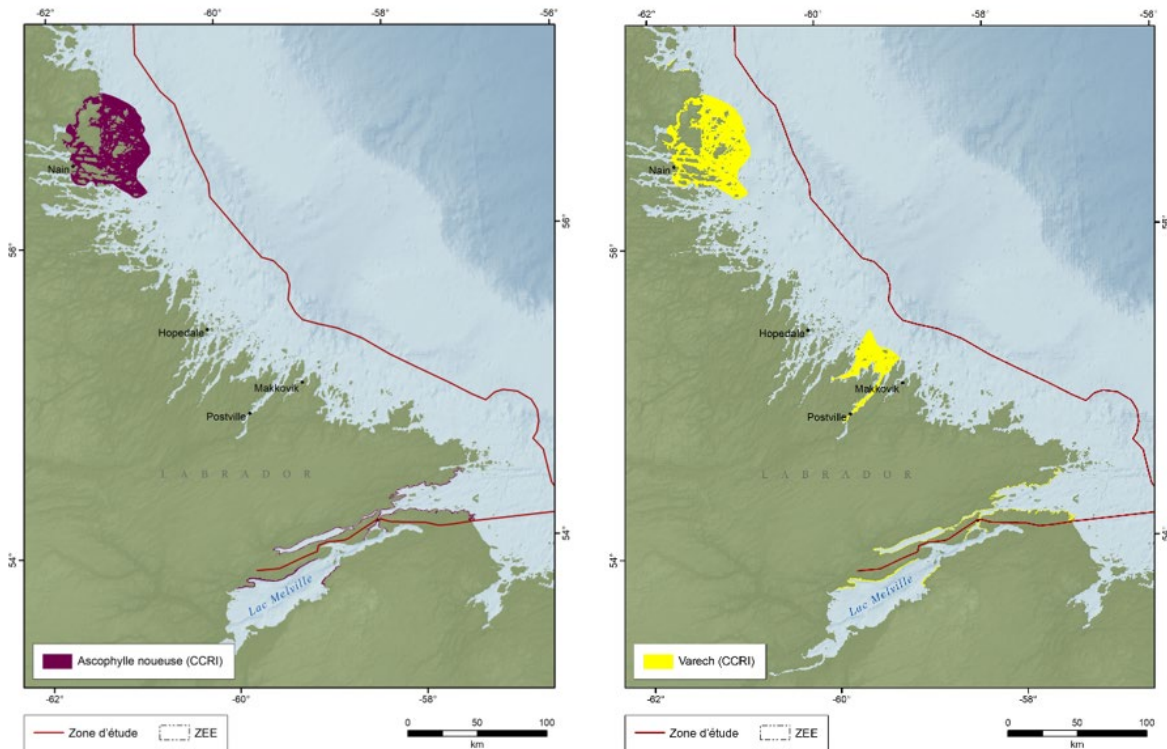 -62° -60° -58° -56°
Nain
56°
Hopedale
Makkovik
Postville
LABRADOR
54°
Lac Melville
Ascophylle noueuse (CCRI)
-62° -60° -58°
Zone d'étude ZEE
0 50 100
km
-62° -60° -58° -56°
Nain
56°
56°
Hopedale
Makkovik
Postville
LABRADOR
54°
54°
54°
Lac Melville
Varech (CCRI)
-62° -60° -58°
Zone d'étude ZEE
0 50 100
km